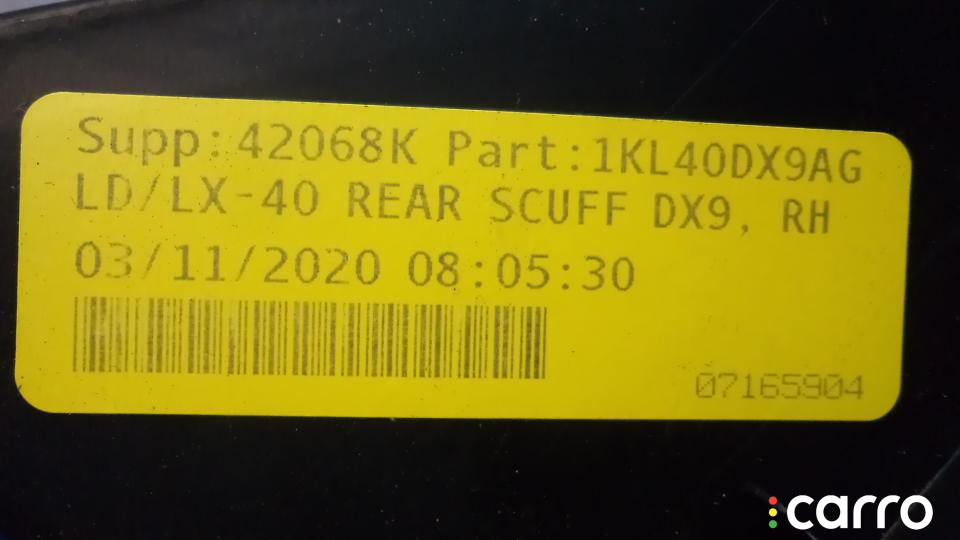 Supp:42068K Part:1KL40DX9AG
LD/LX-40 REAR SCUFF DX9, RH
03/11/2020 08:05:30
07165904
carro